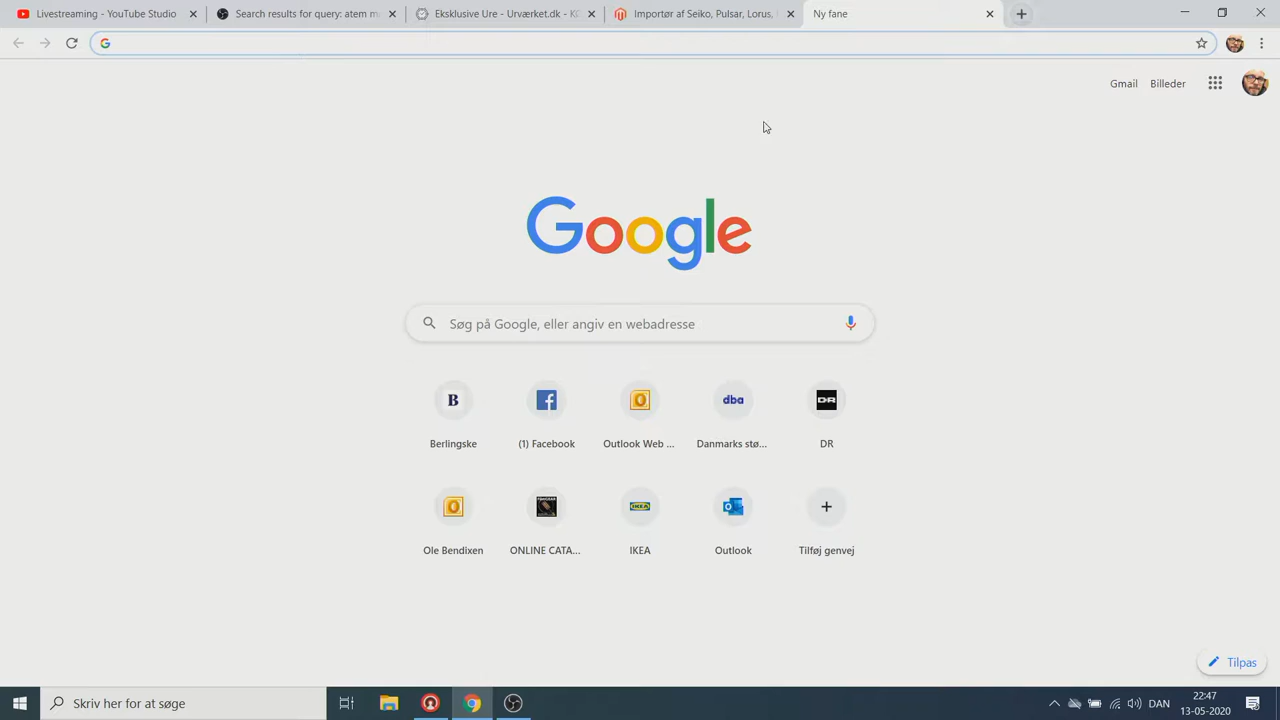 Livestreaming - YouTube Studio
Search results for query: atem m
Eksklusive Ure - Urværket.dk - K
Importør af Seiko, Pulsar, Lorus,
Ny fane
Gmail
Billeder
Google
Søg på Google, eller angiv en webadresse
B
dba
DR
Berlingske
(1) Facebook
Outlook Web ...
Danmarks stø...
DR
IKEA
Ole Bendixen
ONLINE CATA...
IKEA
Outlook
Tilføj genvej
Tilpas
Skriv her for at søge
DAN
22:47
13-05-2020